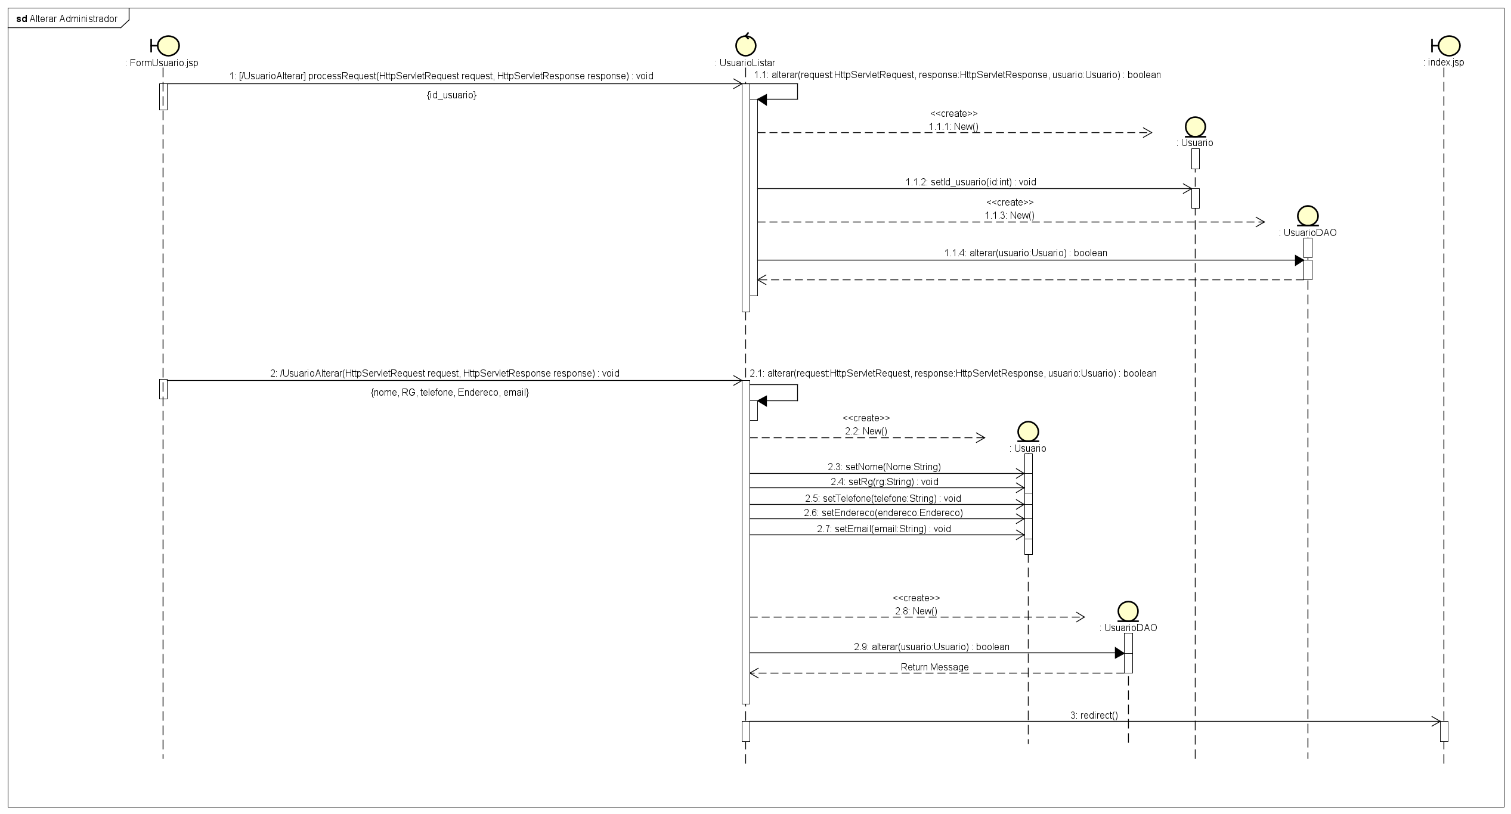 sd Alterar Administrador
: FormUsuario.jsp
: UsuarioListar
: index.jsp
1: [/UsuarioAlterar] processRequest(HttpServletRequest request, HttpServletResponse response) : void
1.1: alterar(request:HttpServletRequest, response:HttpServletResponse, usuario:Usuario) : boolean
{id_usuario}
<<create>>
1.1.1: New()
: Usuario
1.1.2: setId_usuario(id:int) : void
<<create>>
1.1.3: New()
: UsuarioDAO
1.1.4: alterar(usuario:Usuario) : boolean
2: /UsuarioAlterar(HttpServletRequest request, HttpServletResponse response) : void
2.1: alterar(request:HttpServletRequest, response:HttpServletResponse, usuario:Usuario) : boolean
{nome, RG, telefone, Endereco, email}
<<create>>
2.2: New()
: Usuario
2.3: setNome(Nome:String)
2.4: setRg(rg:String) : void
2.5: setTelefone(telefone:String) : void
2.6: setEndereco(endereco:Endereco)
2.7: setEmail(email:String) : void
<<create>>
2.8: New()
: UsuarioDAO
2.9: alterar(usuario:Usuario) : boolean
Return Message
3: redirect()